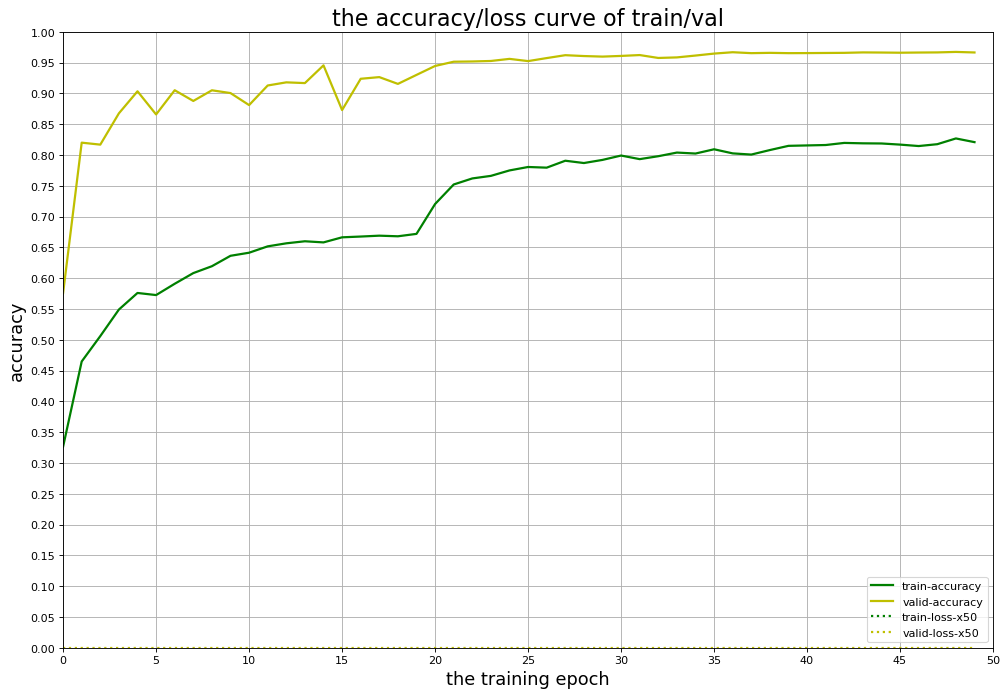 the accuracy/loss curve of train/val
1.00
0.95
0.90
0.85
0.80
0.75
0.70
0.65
0.60
0.55
0.50
0.45
0.40
0.35
0.30
0.25
0.20
0.15
0.10
0.05
0.00
accuracy
train-accuracy
valid-accuracy
train-loss-x50
valid-loss-x50
0 5 10 15 20 25 30 35 40 45 50
the training epoch